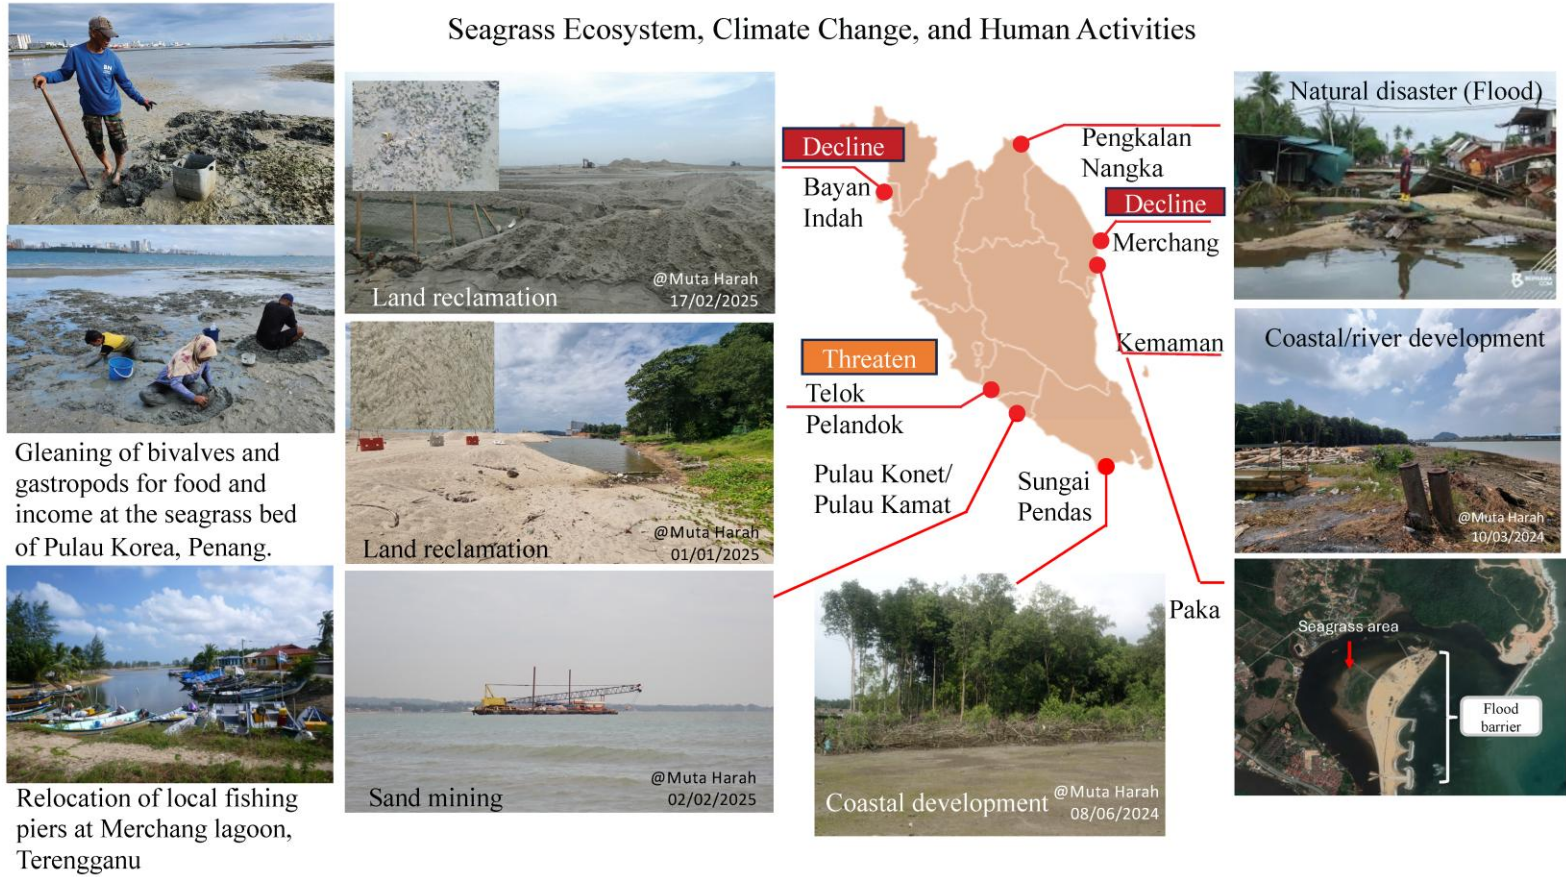 Seagrass Ecosystem, Climate Change, and Human Activities
Gleaning of bivalves and
gastropods for food and
income at the seagrass bed
of Pulau Korea, Penang.
Relocation of local fishing
piers at Merchang lagoon,
Terengganu
@Muta Harah
17/02/2025
Land reclamation
@Muta Harah
01/01/2025
Land reclamation
@Muta Harah
02/02/2025
Sand mining
Decline
Bayan
Indah
Threaten
Telok
Pelandok
Pulau Konet/
Pulau Kamat
Sungai
Pendas
Pengkalan
Nangka
Decline
Merchang
Kemaman
Paka
Coastal development
@Muta Harah
08/06/2024
Natural disaster (Flood)
Coastal/river development
@Muta Harah
10/03/2024
Seagrass area
Flood
barrier